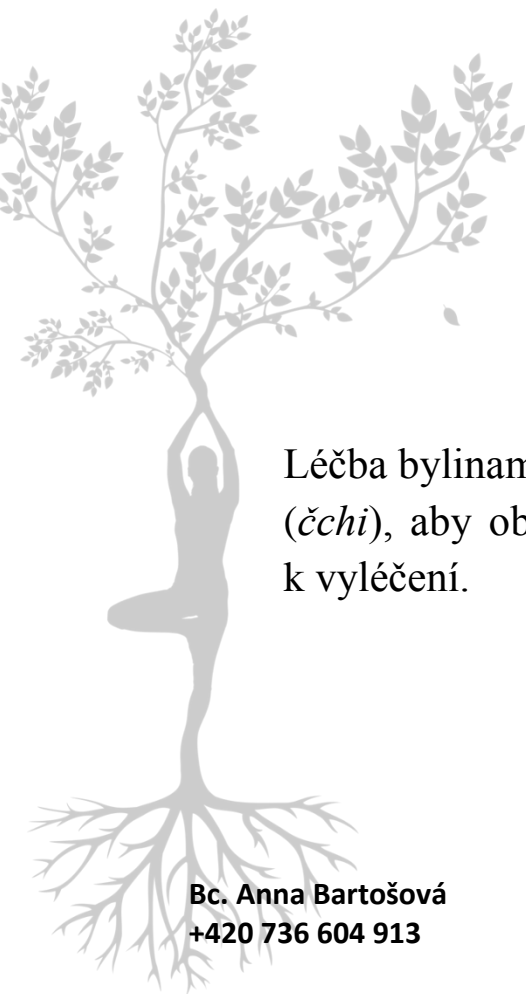 Léčba bylinam
(čchi), aby ob
k vyléčení.
Bc. Anna Bartošová
+420 736 604 913